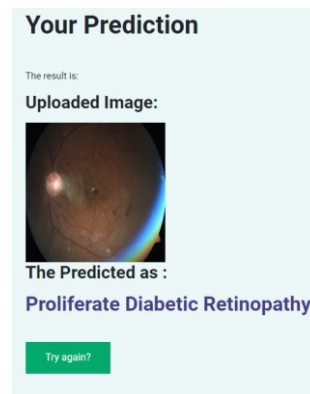 Your Prediction
The result is:
Uploaded Image:
The Predicted as :
Proliferate Diabetic Retinopathy
Try again?